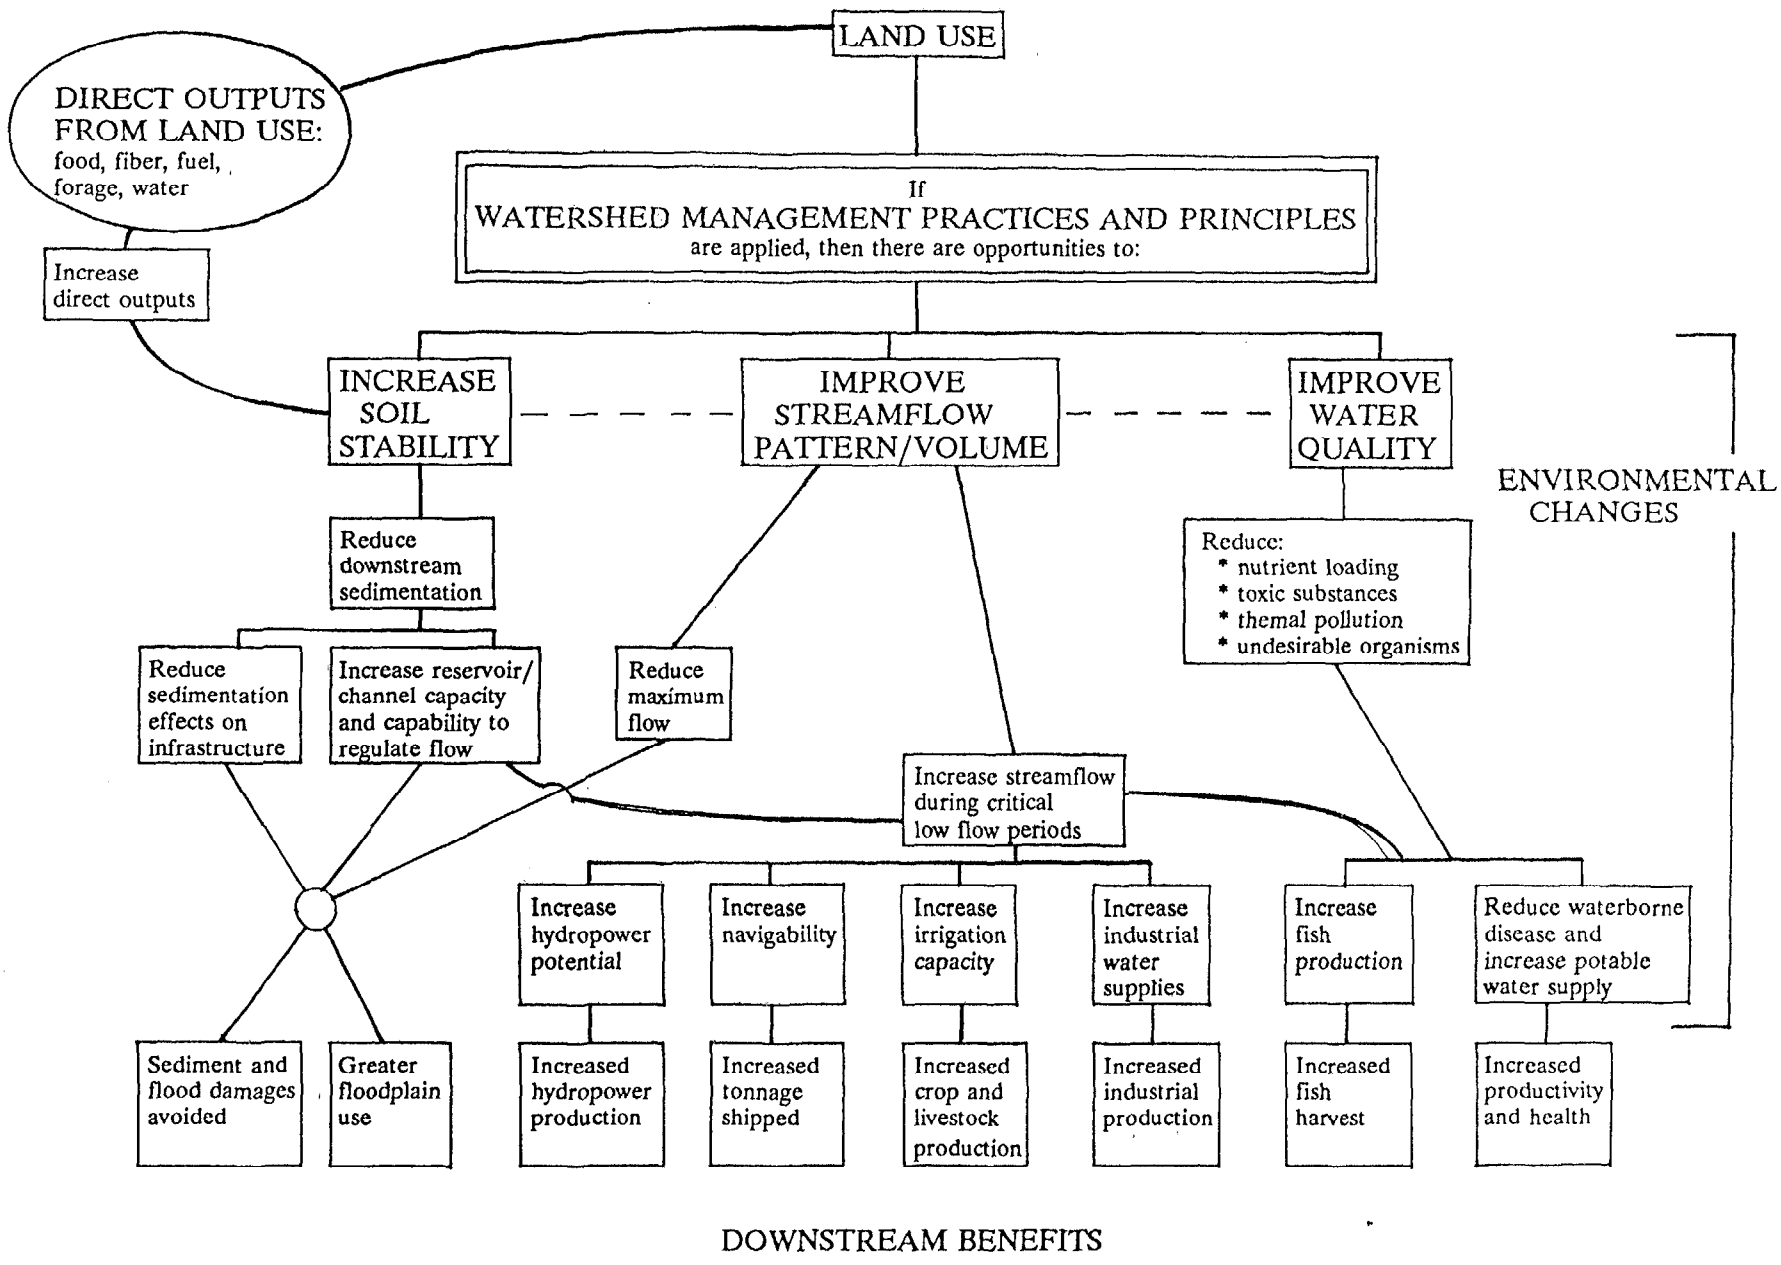 LAND USE
DIRECT OUTPUTS
FROM LAND USE:
food, fiber, fuel,
forage, water
If
WATERSHED MANAGEMENT PRACTICES AND PRINCIPLES
are applied, then there are opportunities to:
Increase
direct outputs
INCREASE
SOIL
STABILITY
IMPROVE
STREAMFLOW
PATTERN/VOLUME
IMPROVE
WATER
QUALITY
ENVIRONMENTAL
CHANGES
Reduce
downstream
sedimentation
Reduce:
* nutrient loading
* toxic substances
* themal pollution
* undesirable organisms
Reduce
sedimentation
effects on
infrastructure
Increase reservoir/
channel capacity
and capability to
regulate flow
Reduce
maximum
flow
Increase streamflow
during critical
low flow periods
Increase
hydropower
potential
Increase
navigability
Increase
irrigation
capacity
Increase
industrial
water
supplies
Increase
fish
production
Reduce waterborne
disease and
increase potable
water supply
Sediment and
flood damages
avoided
Greater
floodplain
use
Increased
hydropower
production
Increased
tonnage
shipped
Increased
crop and
livestock
production
Increased
industrial
production
Increased
fish
harvest
Increased
productivity
and health
DOWNSTREAM BENEFITS